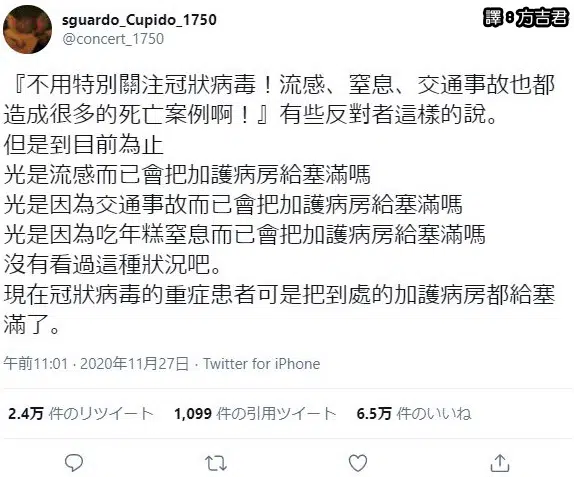 sguardo_Cupido_1750
@concert_1750
譯:方吉君
『不用特別關注冠狀病毒！流感、窒息、交通事故也都
造成很多的死亡案例啊！』有些反對者這樣的說。
但是到目前為止
光是流感而已會把加護病房給塞滿嗎
光是因為交通事故而已會把加護病房給塞滿嗎
光是因為吃年糕窒息而已會把加護病房給塞滿嗎
沒有看過這種狀況吧。
現在冠狀病毒的重症患者可是把到處的加護病房都給塞
滿了。
午前11:01 · 2020年11月27日 · Twitter for iPhone
2.4万 件のリツイート 1,099 件の引用ツイート 6.5万 件のいいね